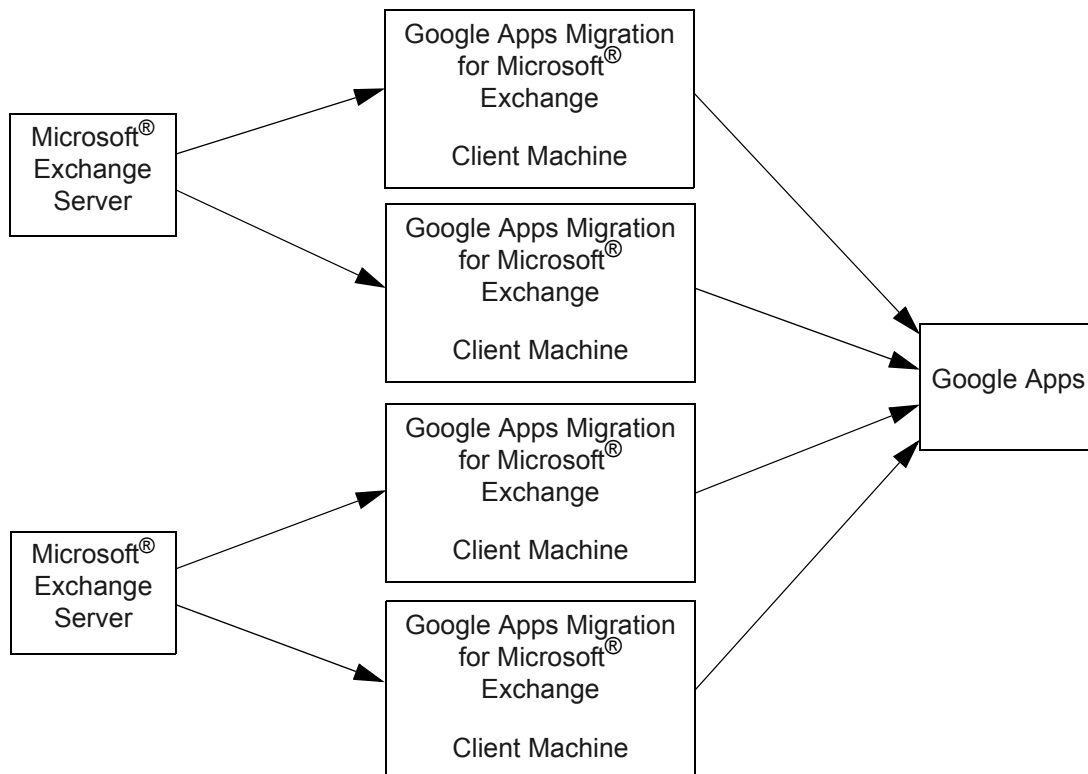 Microsoft®
Exchange
Server
Google Apps Migration
for Microsoft®
Exchange
Client Machine
Google Apps Migration
for Microsoft®
Exchange
Client Machine
Microsoft®
Exchange
Server
Google Apps Migration
for Microsoft®
Exchange
Client Machine
Google Apps Migration
for Microsoft®
Exchange
Client Machine
Google Apps